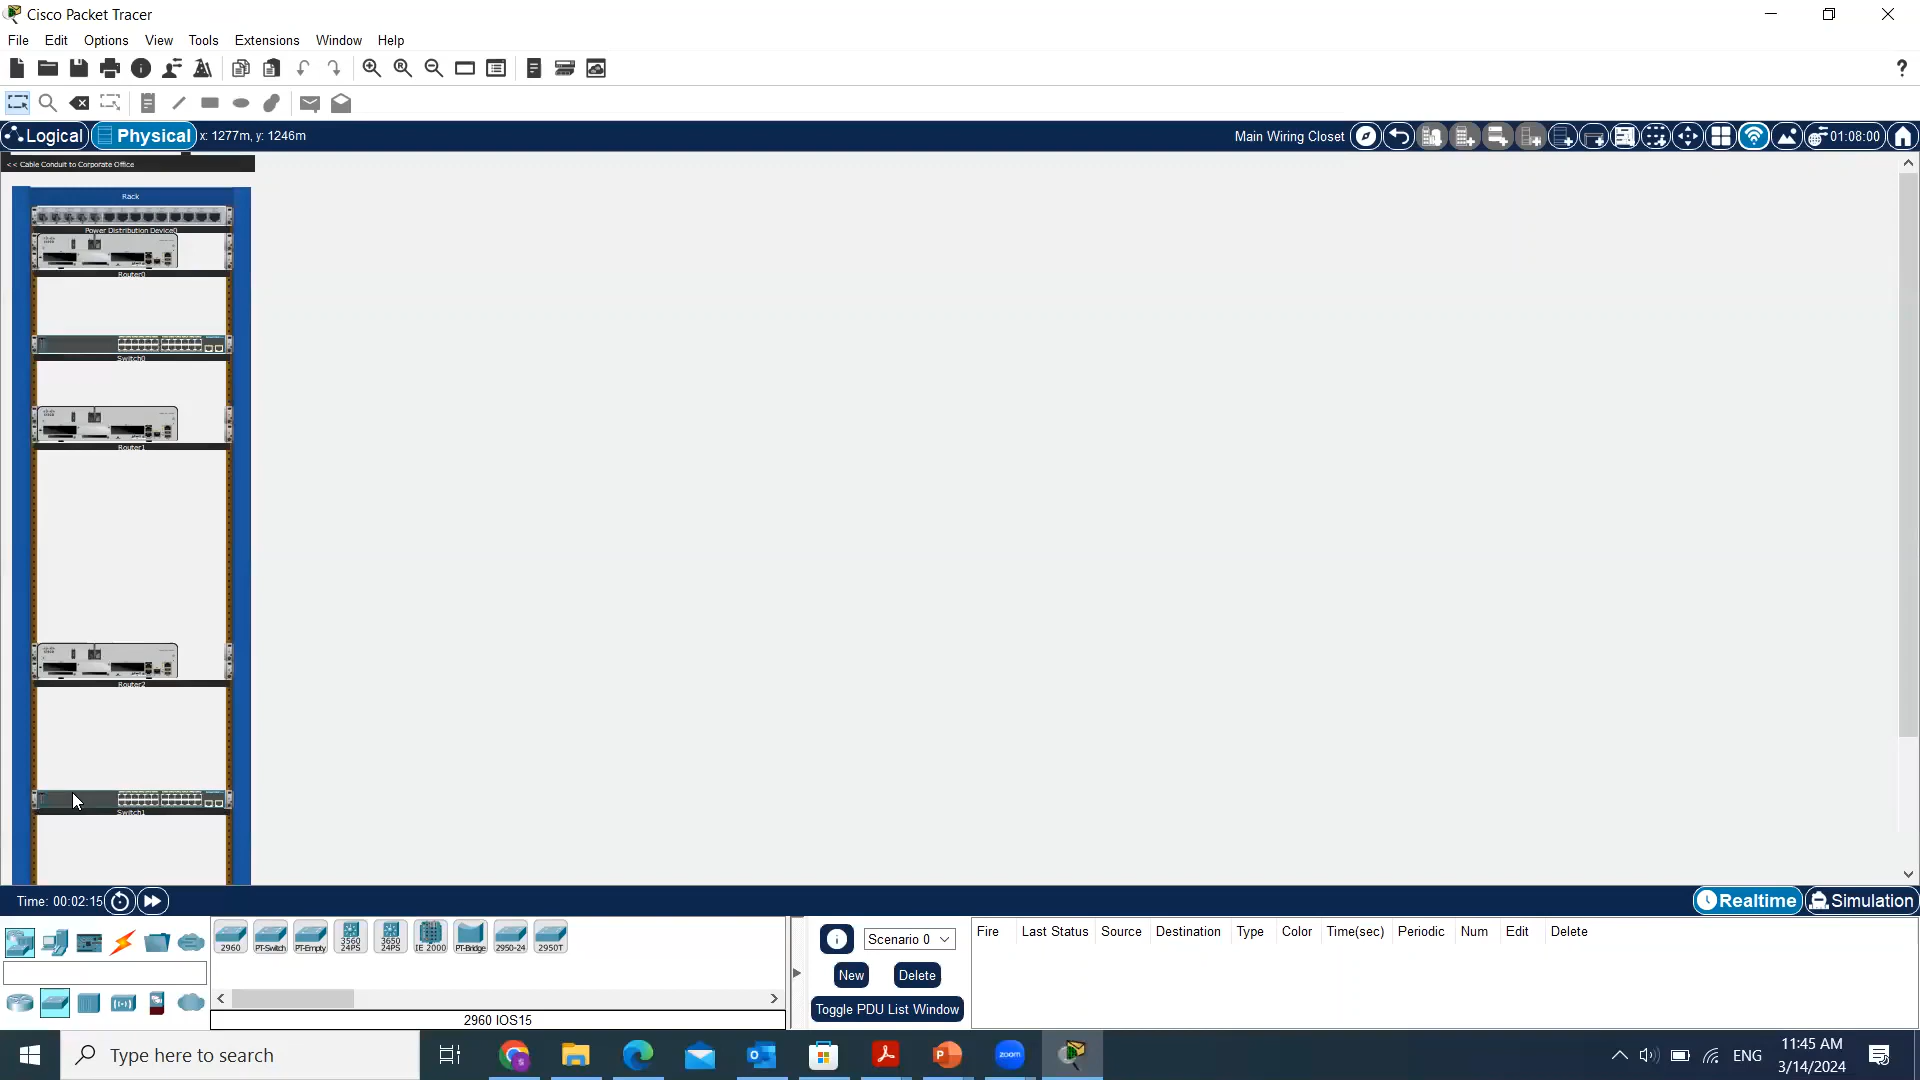 Cisco Packet Tracer
File Edit Options View Tools Extensions Window Help
?
Logical Physical x: 1277m, y: 1246m Main Wiring Closet 01:08:00
<< Cable Conduit to Corporate Office
Rack
Power Distribution Device0
Router0
Switch0
Router1
Router2
Switch1
Time: 00:02:15 Realtime Simulation
2960 PT-Switch PT-Empty 3560 24PS 3650 24PS IE 2000 PT-Bridge 2950-24 2950T
2960 IOS15
Scenario 0
New Delete
Toggle PDU List Window
Fire Last Status Source Destination Type Color Time(sec) Periodic Num Edit Delete
Type here to search
zoom
ENG
11:45 AM
3/14/2024